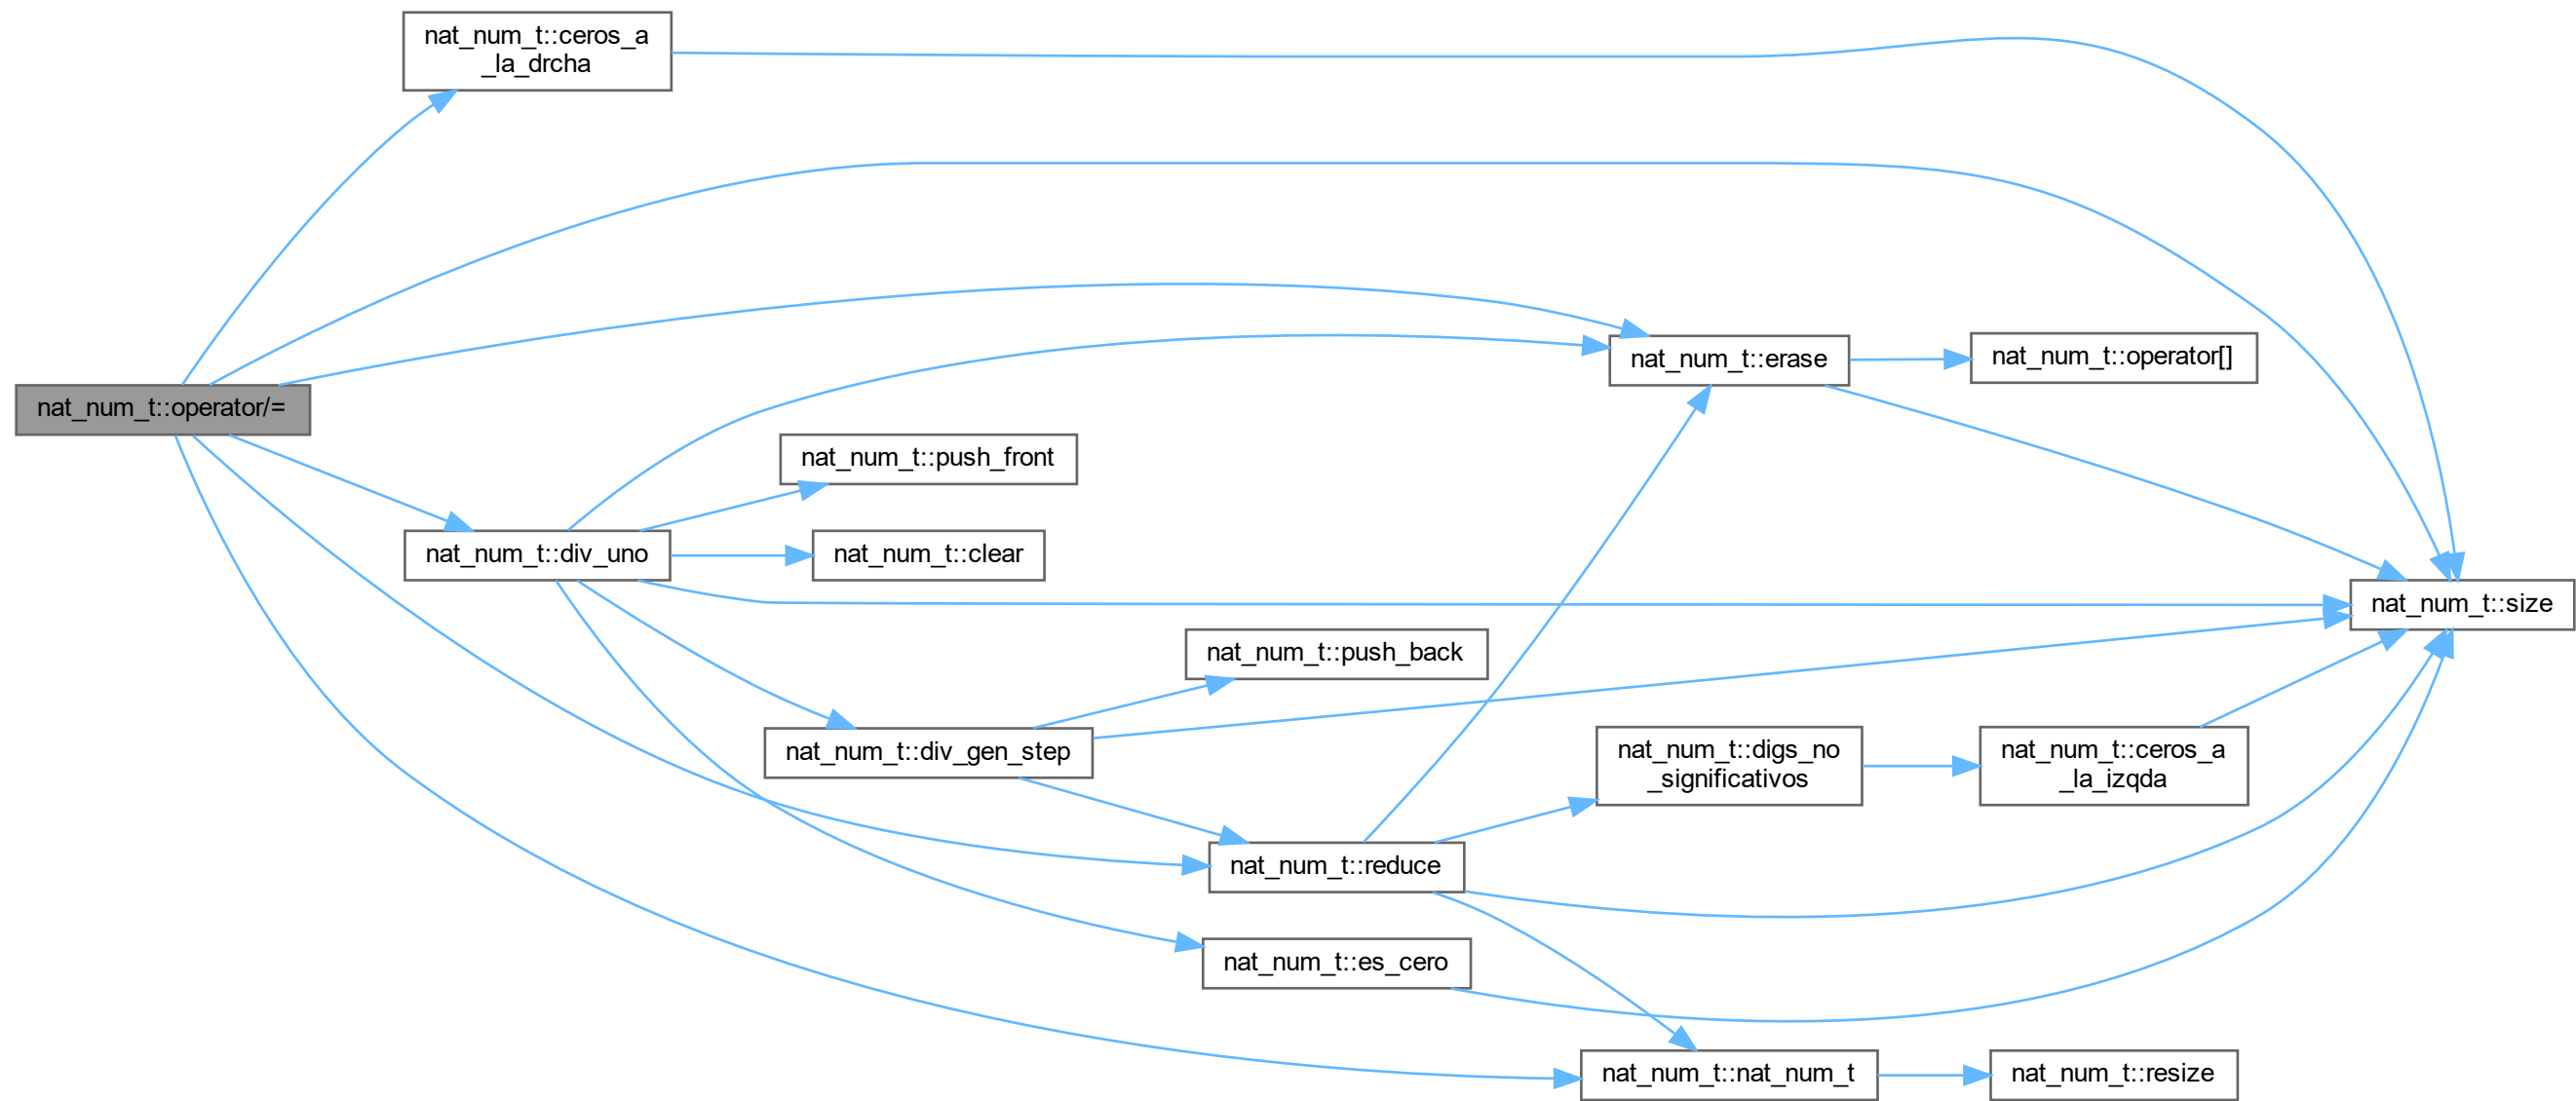 nat_num_t::ceros_a
_la_drcha
nat_num_t::erase
nat_num_t::operator[]
nat_num_t::operator/=
nat_num_t::push_front
nat_num_t::div_uno
nat_num_t::clear
nat_num_t::size
nat_num_t::push_back
nat_num_t::div_gen_step
nat_num_t::digs_no
_significativos
nat_num_t::ceros_a
_la_izqda
nat_num_t::reduce
nat_num_t::es_cero
nat_num_t::nat_num_t
nat_num_t::resize